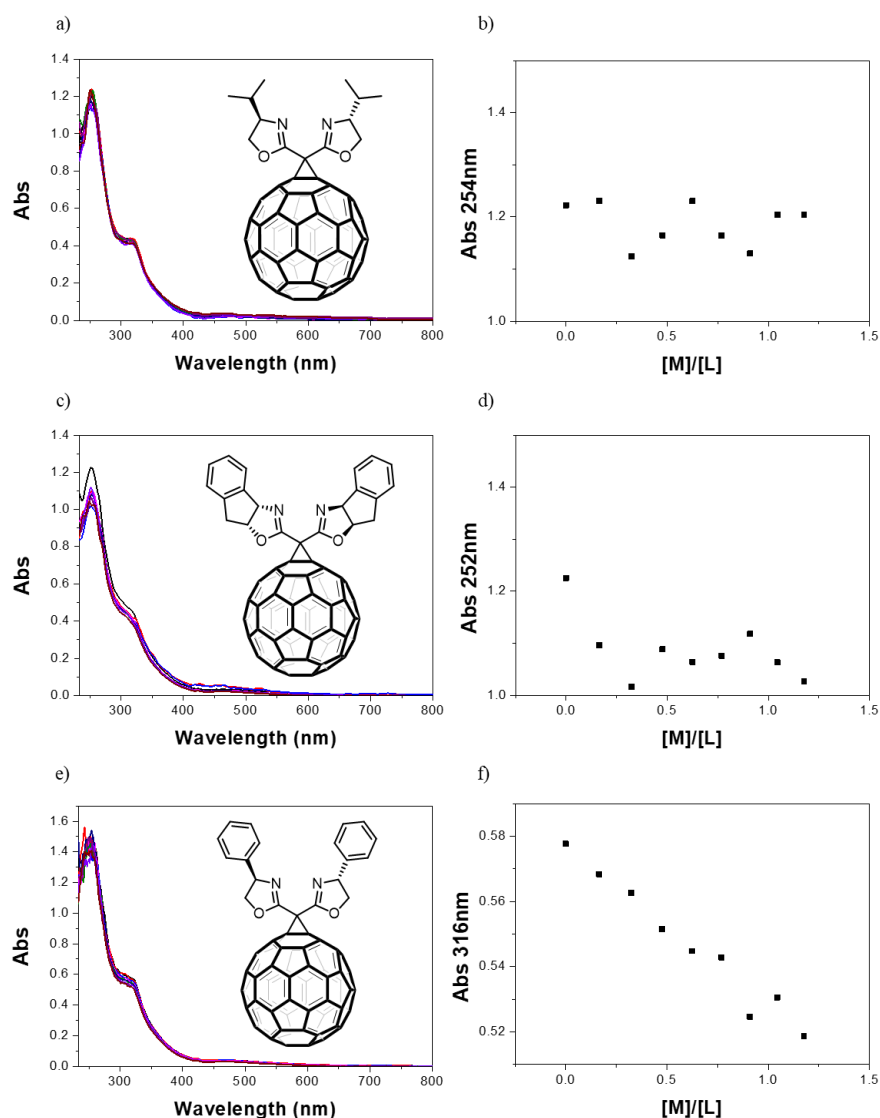 a)
b)
1.4
1.2
1.0
0.8
0.6
0.4
0.2
0.0
300 400 500 600 700 800
Wavelength (nm)
Abs
N N
O O
1.4
1.2
1.0
0.0 0.5 1.0 1.5
[M]/[L]
Abs 254nm
c)
d)
1.4
1.2
1.0
0.8
0.6
0.4
0.2
0.0
300 400 500 600 700 800
Wavelength (nm)
Abs
N N
O O
1.4
1.2
1.0
0.0 0.5 1.0 1.5
[M]/[L]
Abs 252nm
e)
f)
1.6
1.4
1.2
1.0
0.8
0.6
0.4
0.2
0.0
300 400 500 600 700 800
Wavelength (nm)
Abs
N N
O O
0.58
0.56
0.54
0.52
0.0 0.5 1.0 1.5
[M]/[L]
Abs 316nm